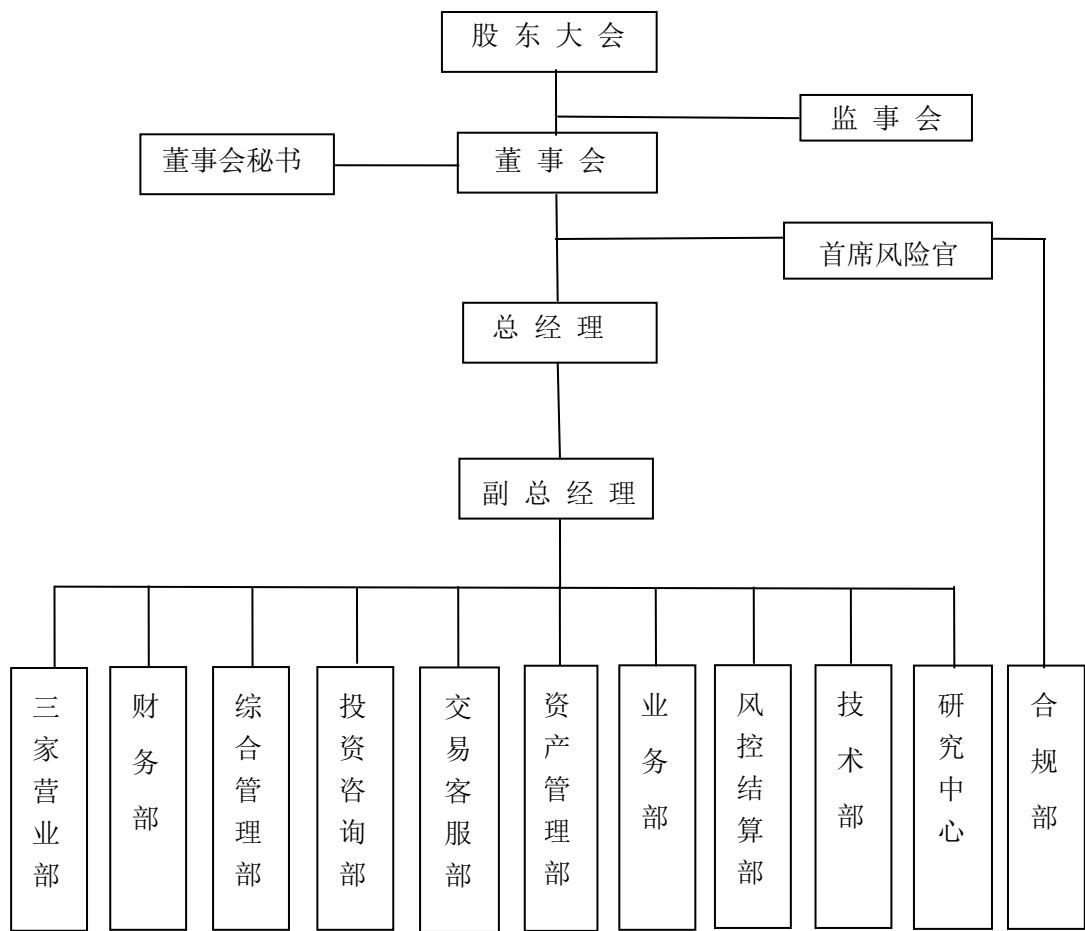 股东大会
监事会
董事会秘书
董事会
首席风险官
总经理
副总经理
三家营业部
财务部
综合管理部
投资咨询部
交易客服部
资产管理部
业务部
风控结算部
技术部
研究中心
合规部